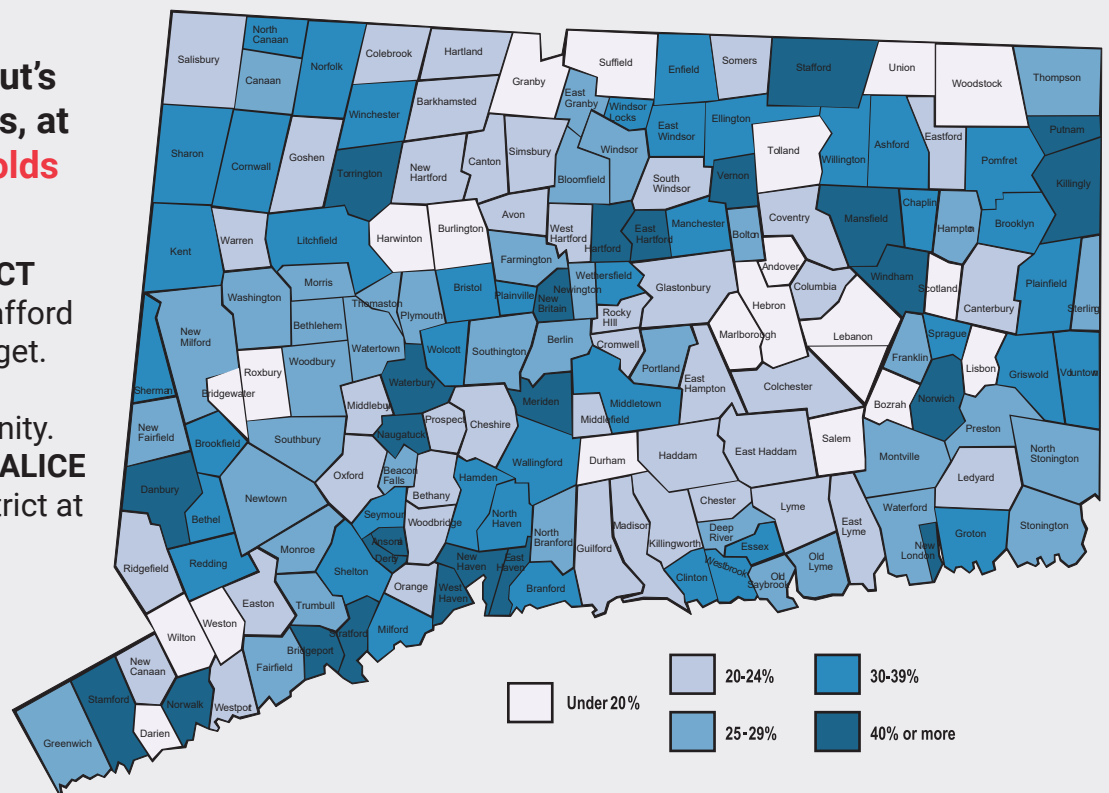 ut's
s, at
olds
CT
afford
get.
nity.
ALICE
trict at
Salisbury
North
Canaan
Canaan
Norfolk
Colebrook
Hartland
Granby
Suffield
East
Granby
Windsor
Locks
Enfield
Somers
Stafford
Union
Woodstock
Thompson
Putnam
Killingly
Pomfret
Eastford
Ashford
Willington
Tolland
Ellington
East
Windsor
Windsor
Bloomfield
Simsbury
Canton
Barkhamsted
New
Hartford
Winchester
Torrington
Goshen
Cornwall
Sharon
Kent
Warren
Litchfield
Harwinton
Burlington
Avon
West
Hartford
Hartford
East
Hartford
Manchester
South
Windsor
Vernon
Bolton
Coventry
Mansfield
Chaplin
Hampton
Brooklyn
Plainfield
Sterling
Canterbury
Scotland
Windham
Columbia
Andover
Hebron
Lebanon
Marlborough
Glastonbury
Wethersfield
Newington
Rocky
HIll
Cromwell
New
Britain
Farmington
Plainville
Bristol
Plymouth
Thomaston
Morris
Washington
Bethlehem
Watertown
Woodbury
New
Milford
Sherman
Roxbury
Bridgewater
New
Fairfield
Brookfield
Southbury
Middlebury
Waterbury
Wolcott
Southington
Berlin
Meriden
Middletown
Middlefield
Portland
East
Hampton
Colchester
Bozrah
Franklin
Sprague
Norwich
Lisbon
Griswold
Voluntown
Preston
North
Stonington
Stonington
Ledyard
Groton
New
London
Waterford
Montville
Salem
East Haddam
Haddam
Durham
Wallingford
Cheshire
Prospect
Naugatuck
Beacon
Falls
Bethany
Oxford
Newtown
Danbury
Bethel
Redding
Ridgefield
Monroe
Seymour
Ansonia
Derby
Woodbridge
Hamden
North
Haven
North
Branford
Guilford
Madison
Killingworth
Chester
Deep
River
Essex
Lyme
East
Lyme
Old
Lyme
Old
Saybrook
Westbrook
Clinton
Branford
East
Haven
New
Haven
West
Haven
Orange
Milford
Shelton
Stratford
Trumbull
Bridgeport
Easton
Weston
Wilton
Fairfield
Westport
Norwalk
New
Canaan
Darien
Stamford
Greenwich
Under 20%
20-24%
25-29%
30-39%
40% or more